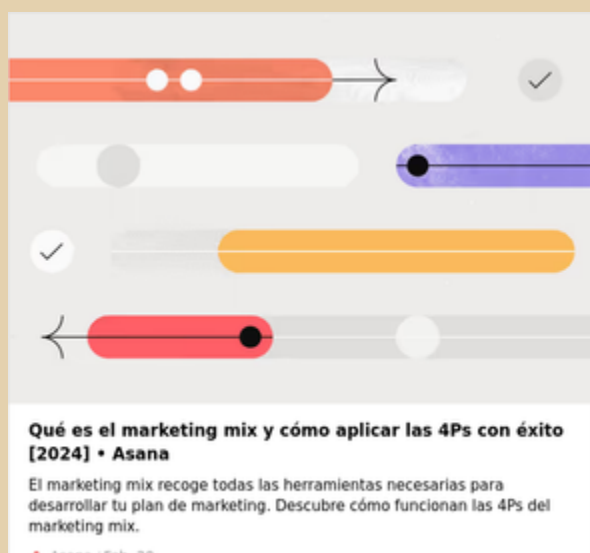 Qué es el marketing mix y cómo aplicar las 4Ps con éxito
[2024] • Asana
El marketing mix recoge todas las herramientas necesarias para
desarrollar tu plan de marketing. Descubre cómo funcionan las 4Ps del
marketing mix.